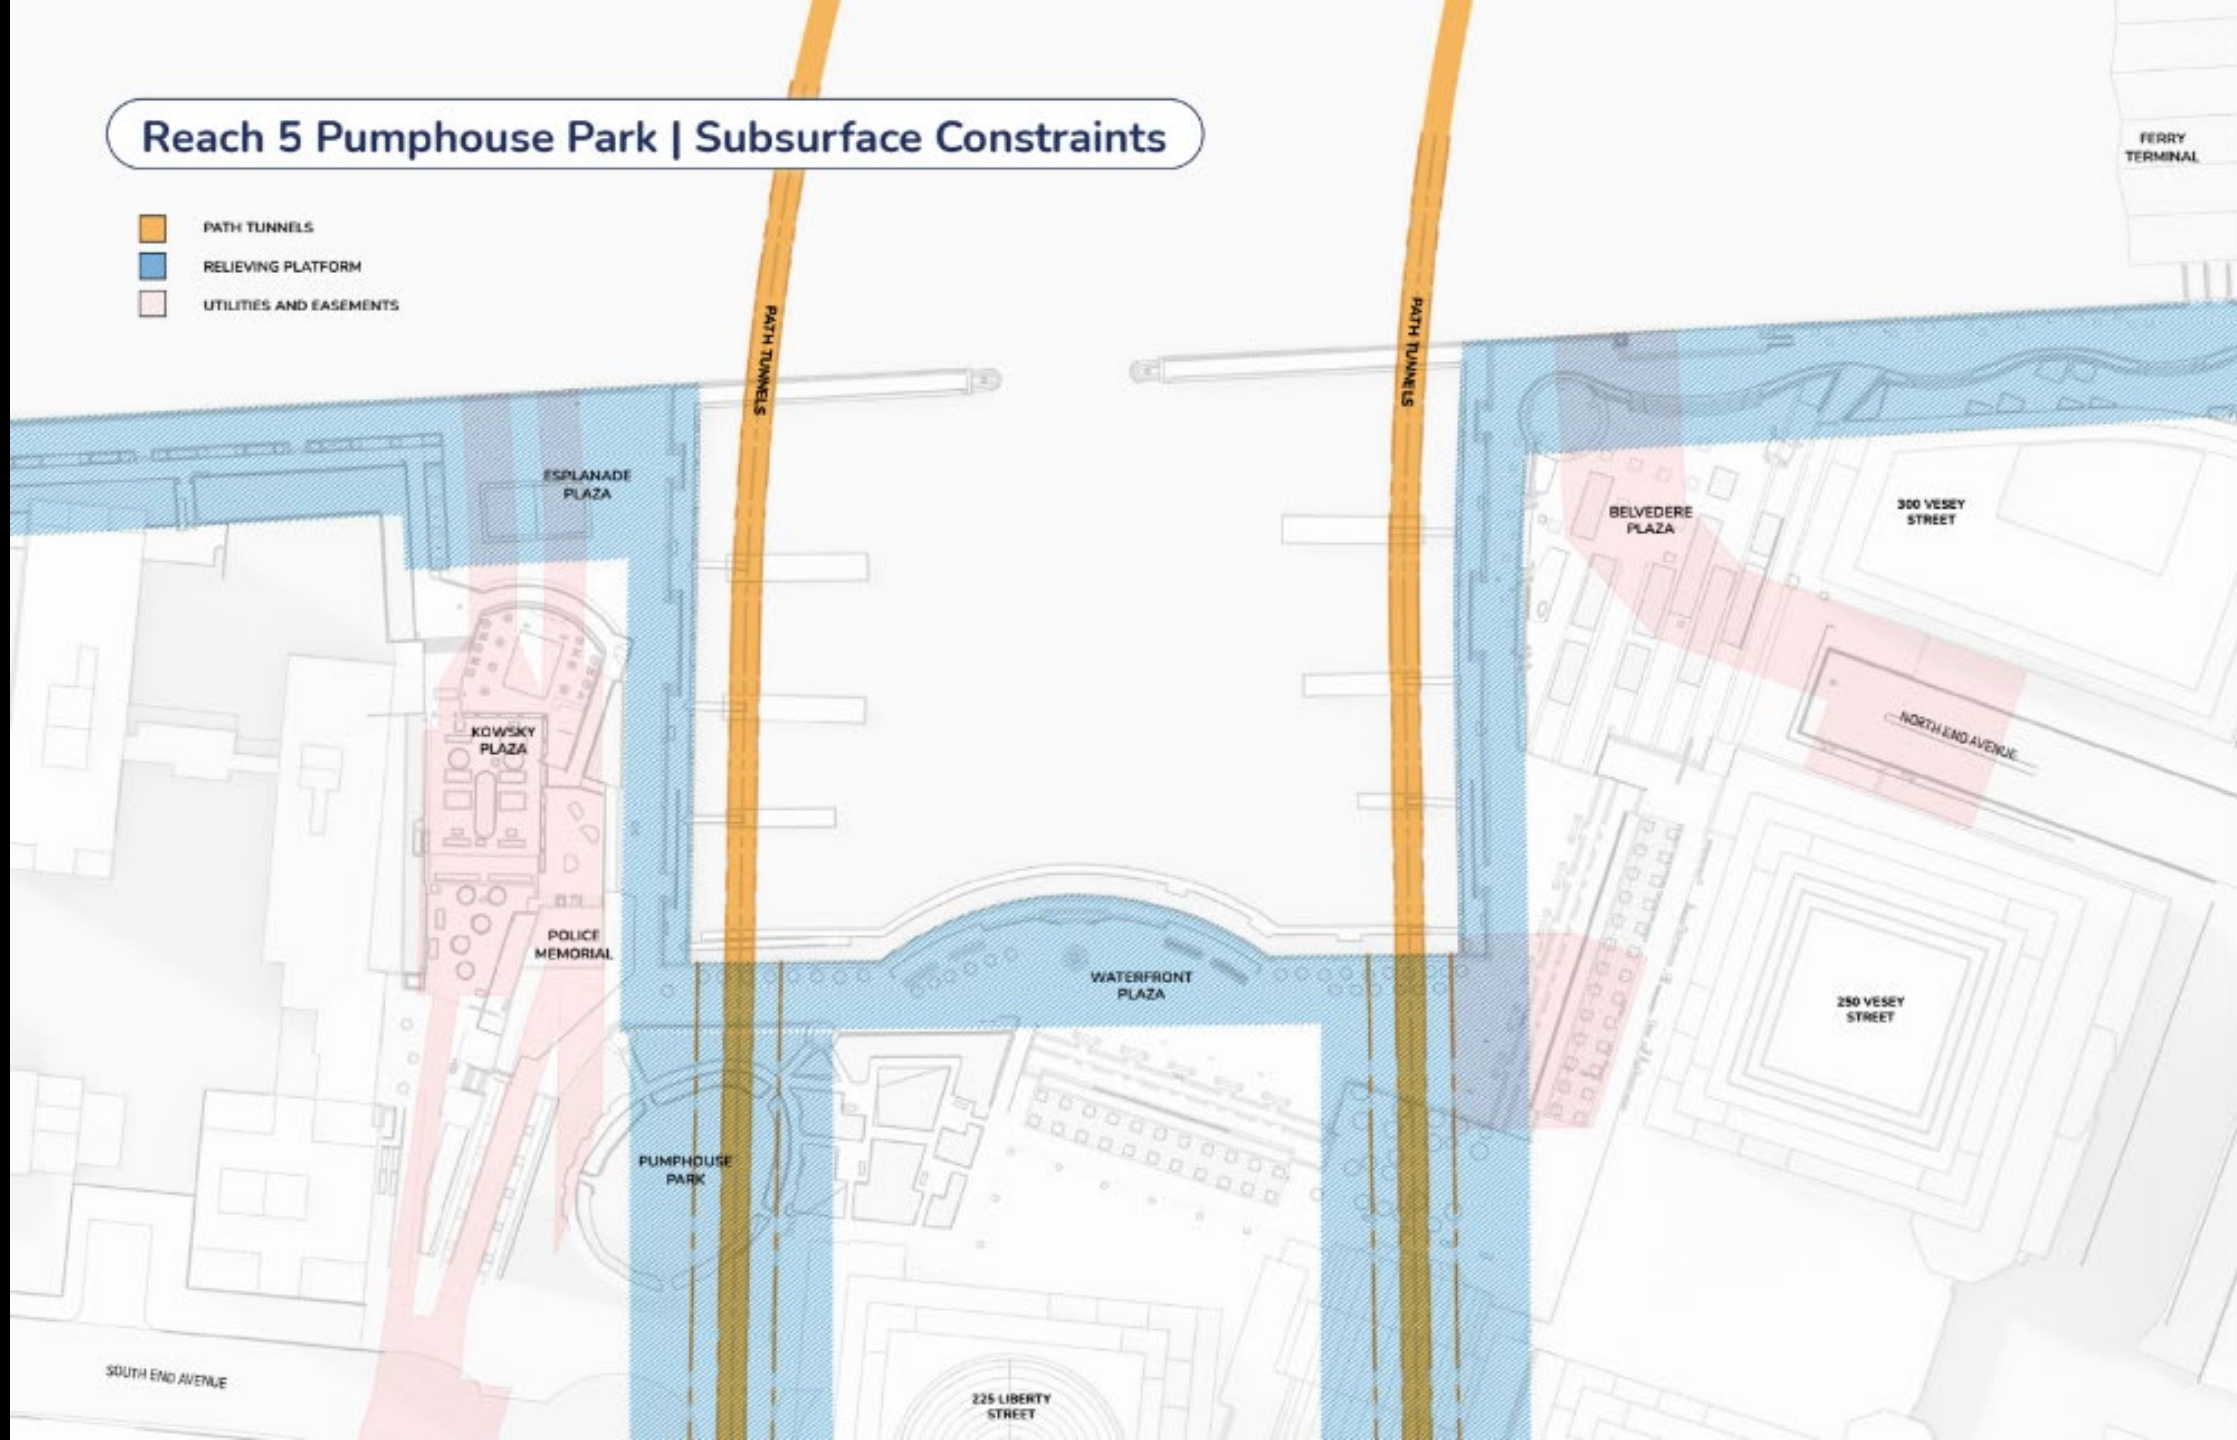 Reach 5 Pumphouse Park | Subsurface Constraints
FERRY
TERMINAL
PATH TUNNELS
RELIEVING PLATFORM
UTILITIES AND EASEMENTS
PATH TUNNELS
PATH TUNNELS
ESPLANADE
PLAZA
BELVEDERE
PLAZA
300 VESEY
STREET
KOWSKY
PLAZA
NORTH END AVENUE
POLICE
MEMORIAL
WATERFRONT
PLAZA
250 VESEY
STREET
PUMPHOUSE
PARK
SOUTH END AVENUE
225 LIBERTY
STREET